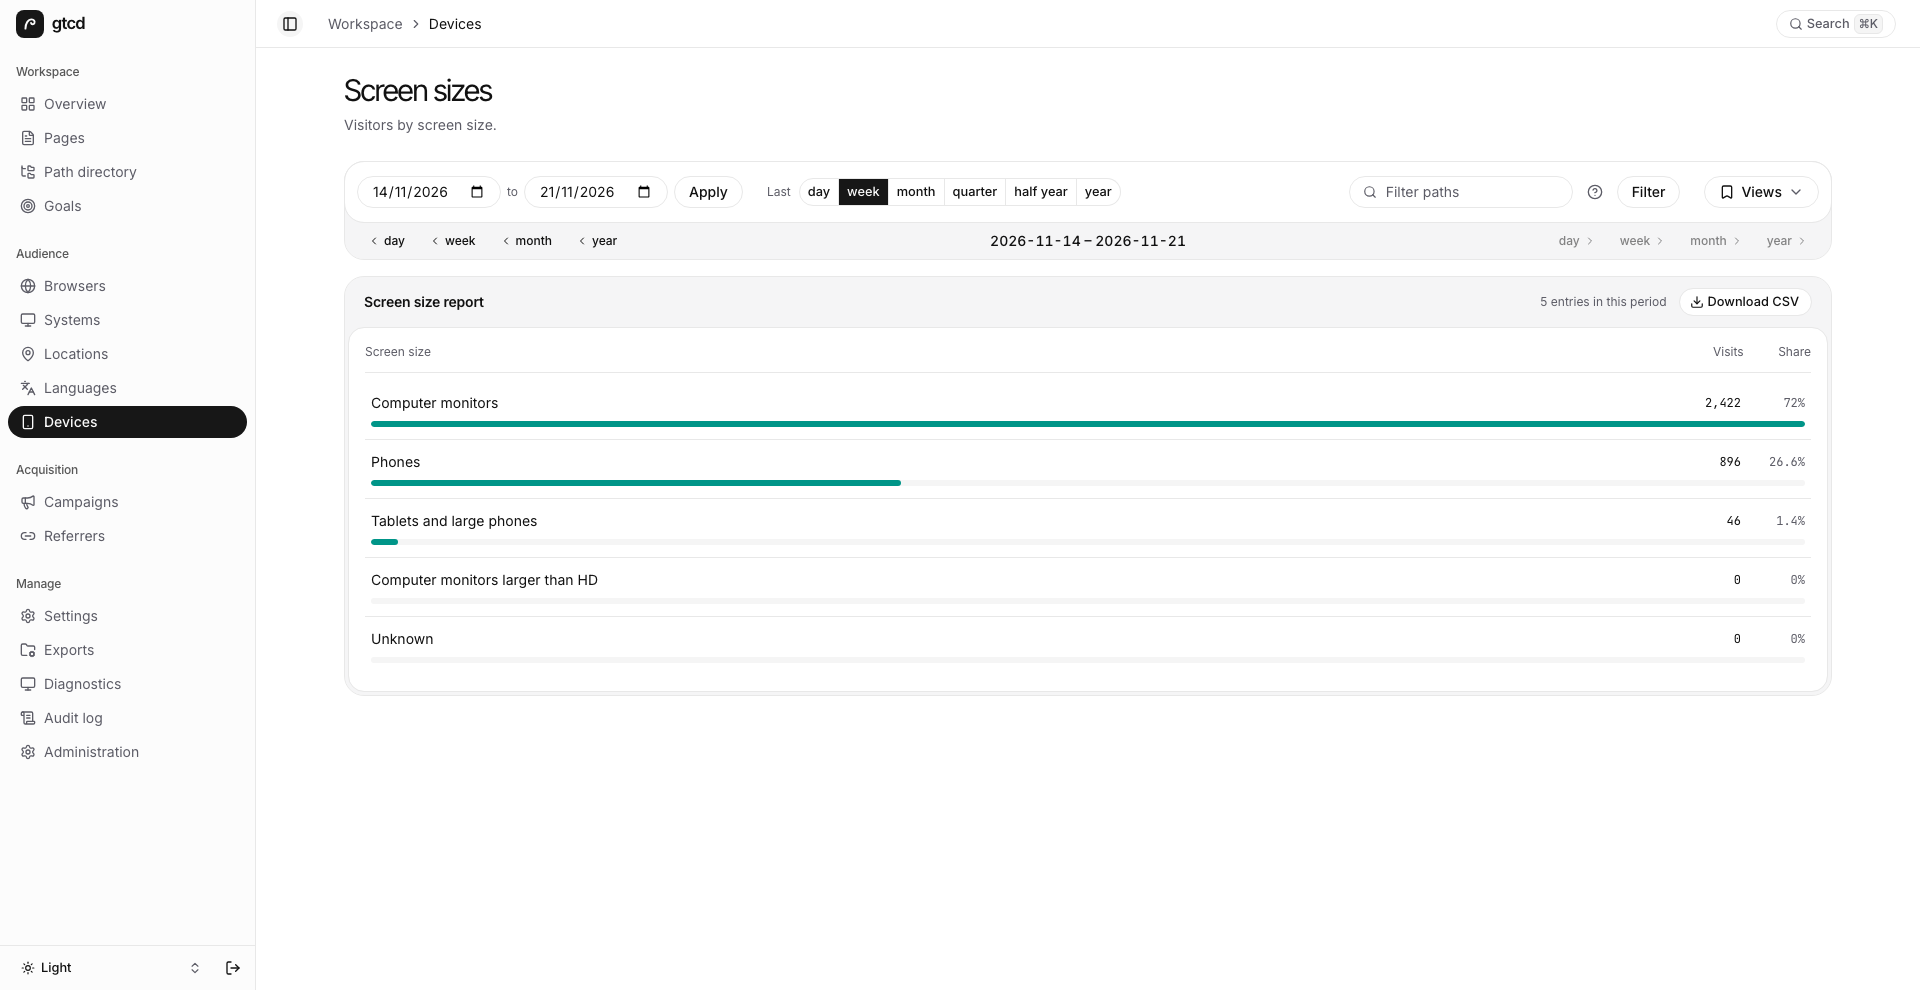 gtcd
Workspace
Overview
Pages
Path directory
Goals
Audience
Browsers
Systems
Locations
Languages
Devices
Acquisition
Campaigns
Referrers
Manage
Settings
Exports
Diagnostics
Audit log
Administration
Light
Workspace > Devices
Search ⌘K
Screen sizes
Visitors by screen size.
14/11/2026 to 21/11/2026 Apply Last day week month quarter half year year Filter paths Filter Views
day week month year 2026-11-14 – 2026-11-21 day week month year
Screen size report 5 entries in this period Download CSV
Screen size Visits Share
Computer monitors 2,422 72%
Phones 896 26.6%
Tablets and large phones 46 1.4%
Computer monitors larger than HD 0 0%
Unknown 0 0%